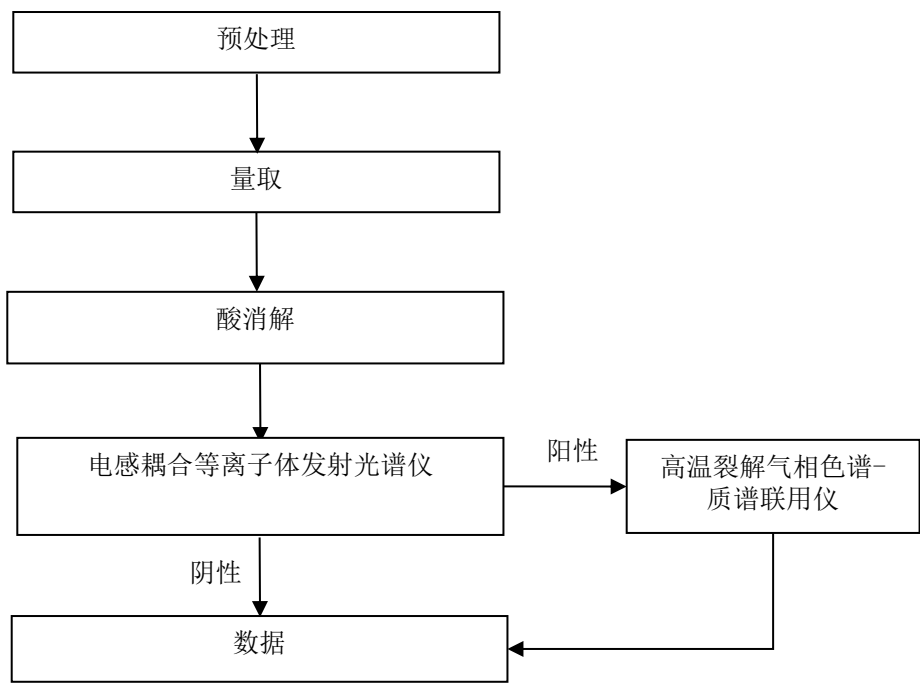 预处理
量取
酸消解
电感耦合等离子体发射光谱仪
阳性
高温裂解气相色谱-
质谱联用仪
阴性
数据